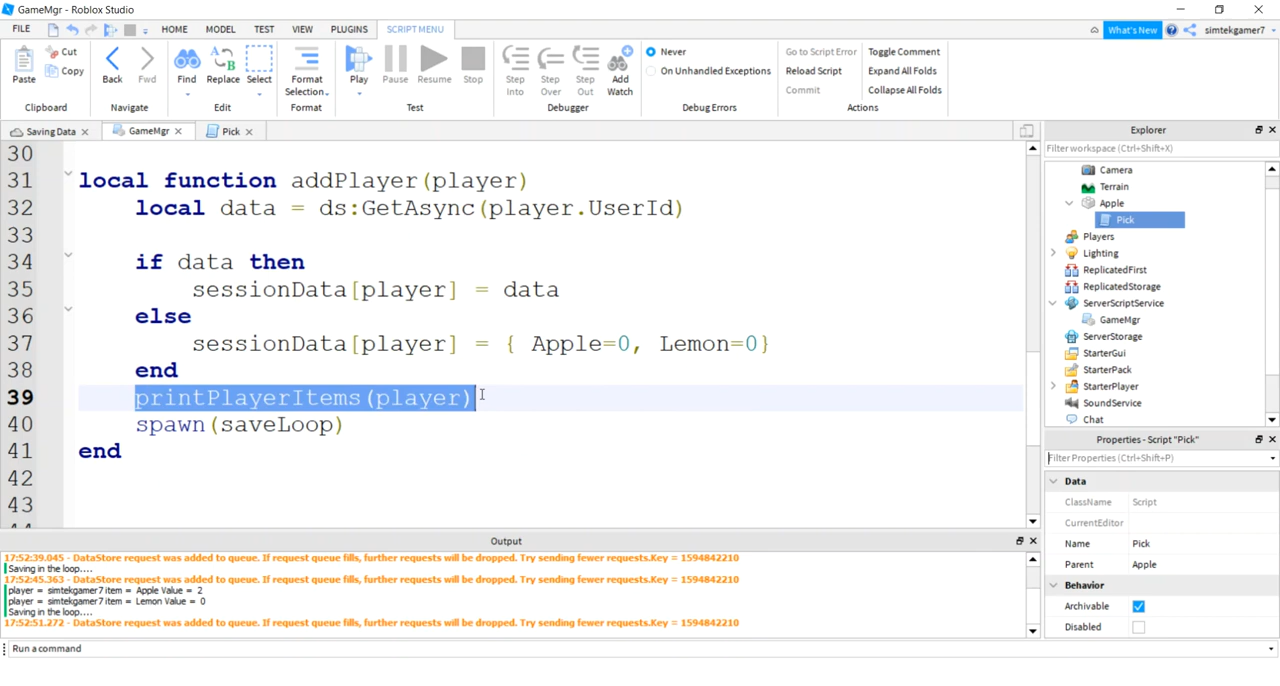 GameMgr - Roblox Studio
FILE HOME MODEL TEST VIEW PLUGINS SCRIPT MENU What's New simtekgamer7
Paste Cut Copy Back Fwd Find Replace Select Format Selection Play Pause Resume Stop Step Into Step Over Step Out Add Watch
Never
On Unhandled Exceptions
Go to Script Error
Reload Script
Commit
Toggle Comment
Expand All Folds
Collapse All Folds
Clipboard Navigate Edit Format Test Debugger Debug Errors Actions
Saving Data GameMgr Pick
30
31 local function addPlayer(player)
32 local data = ds:GetAsync(player.UserId)
33
34 if data then
35 sessionData[player] = data
36 else
37 sessionData[player] = { Apple=0, Lemon=0}
38 end
39 printPlayerItems(player)
40 spawn(saveLoop)
41 end
42
43
Explorer
Filter workspace (Ctrl+Shift+X)
Camera
Terrain
Apple
Pick
Players
Lighting
ReplicatedFirst
ReplicatedStorage
ServerScriptService
GameMgr
ServerStorage
StarterGui
StarterPack
StarterPlayer
SoundService
Chat
Properties - Script "Pick"
Filter Properties (Ctrl+Shift+P)
Data
ClassName Script
CurrentEditor
Name Pick
Parent Apple
Behavior
Archivable
Disabled
Output
17:52:39.045 - DataStore request was added to queue. If request queue fills, further requests will be dropped. Try sending fewer requests.Key = 1594842210
Saving in the loop....
17:52:45.363 - DataStore request was added to queue. If request queue fills, further requests will be dropped. Try sending fewer requests.Key = 1594842210
player = simtekgamer7 item = Apple Value = 2
player = simtekgamer7 item = Lemon Value = 0
Saving in the loop....
17:52:51.272 - DataStore request was added to queue. If request queue fills, further requests will be dropped. Try sending fewer requests.Key = 1594842210
Run a command